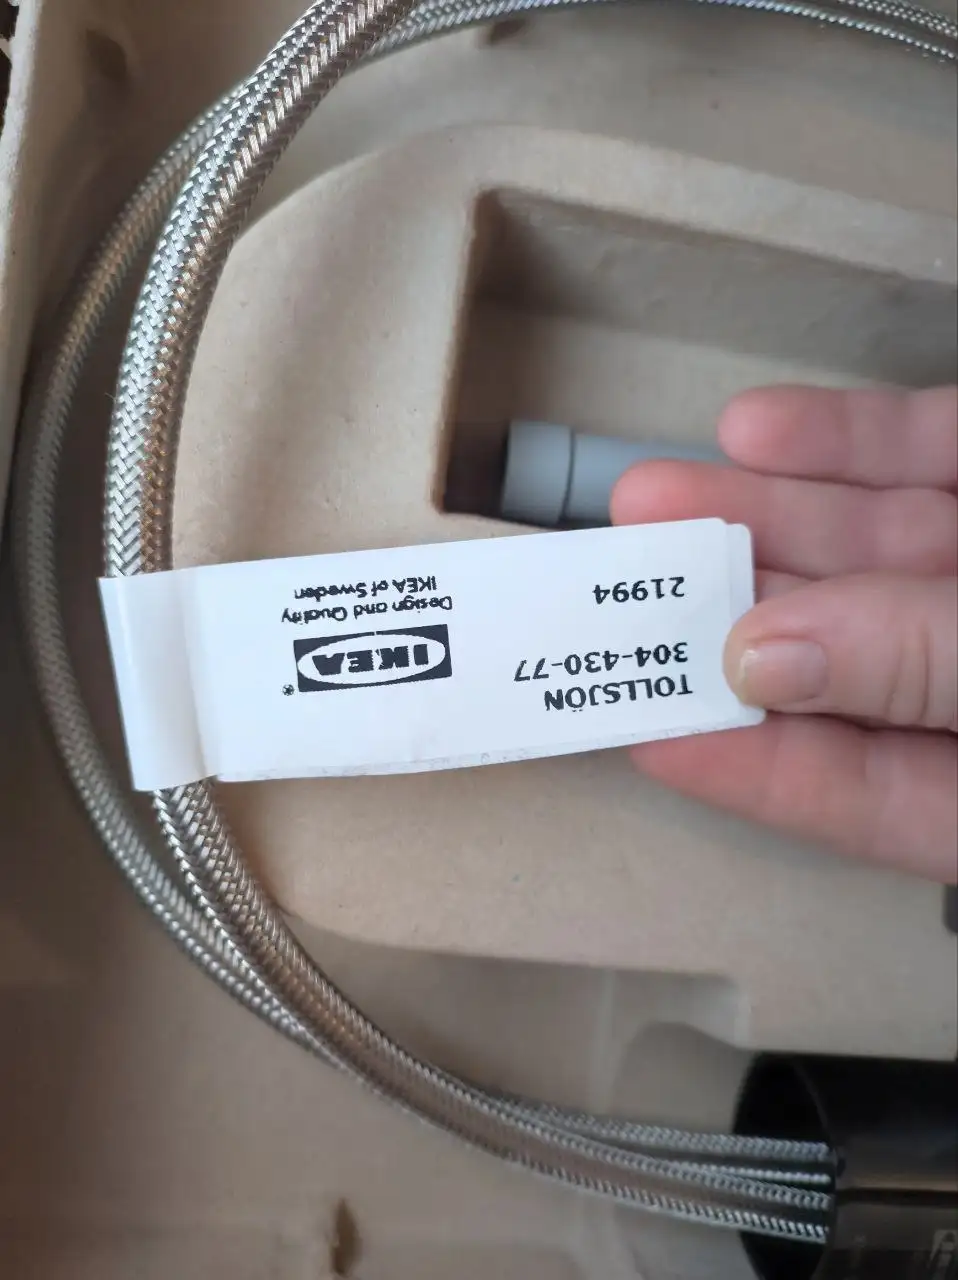 TOLLSJÖN
304-430-77
21994
IKEA
Design and Quality
IKEA of Sweden